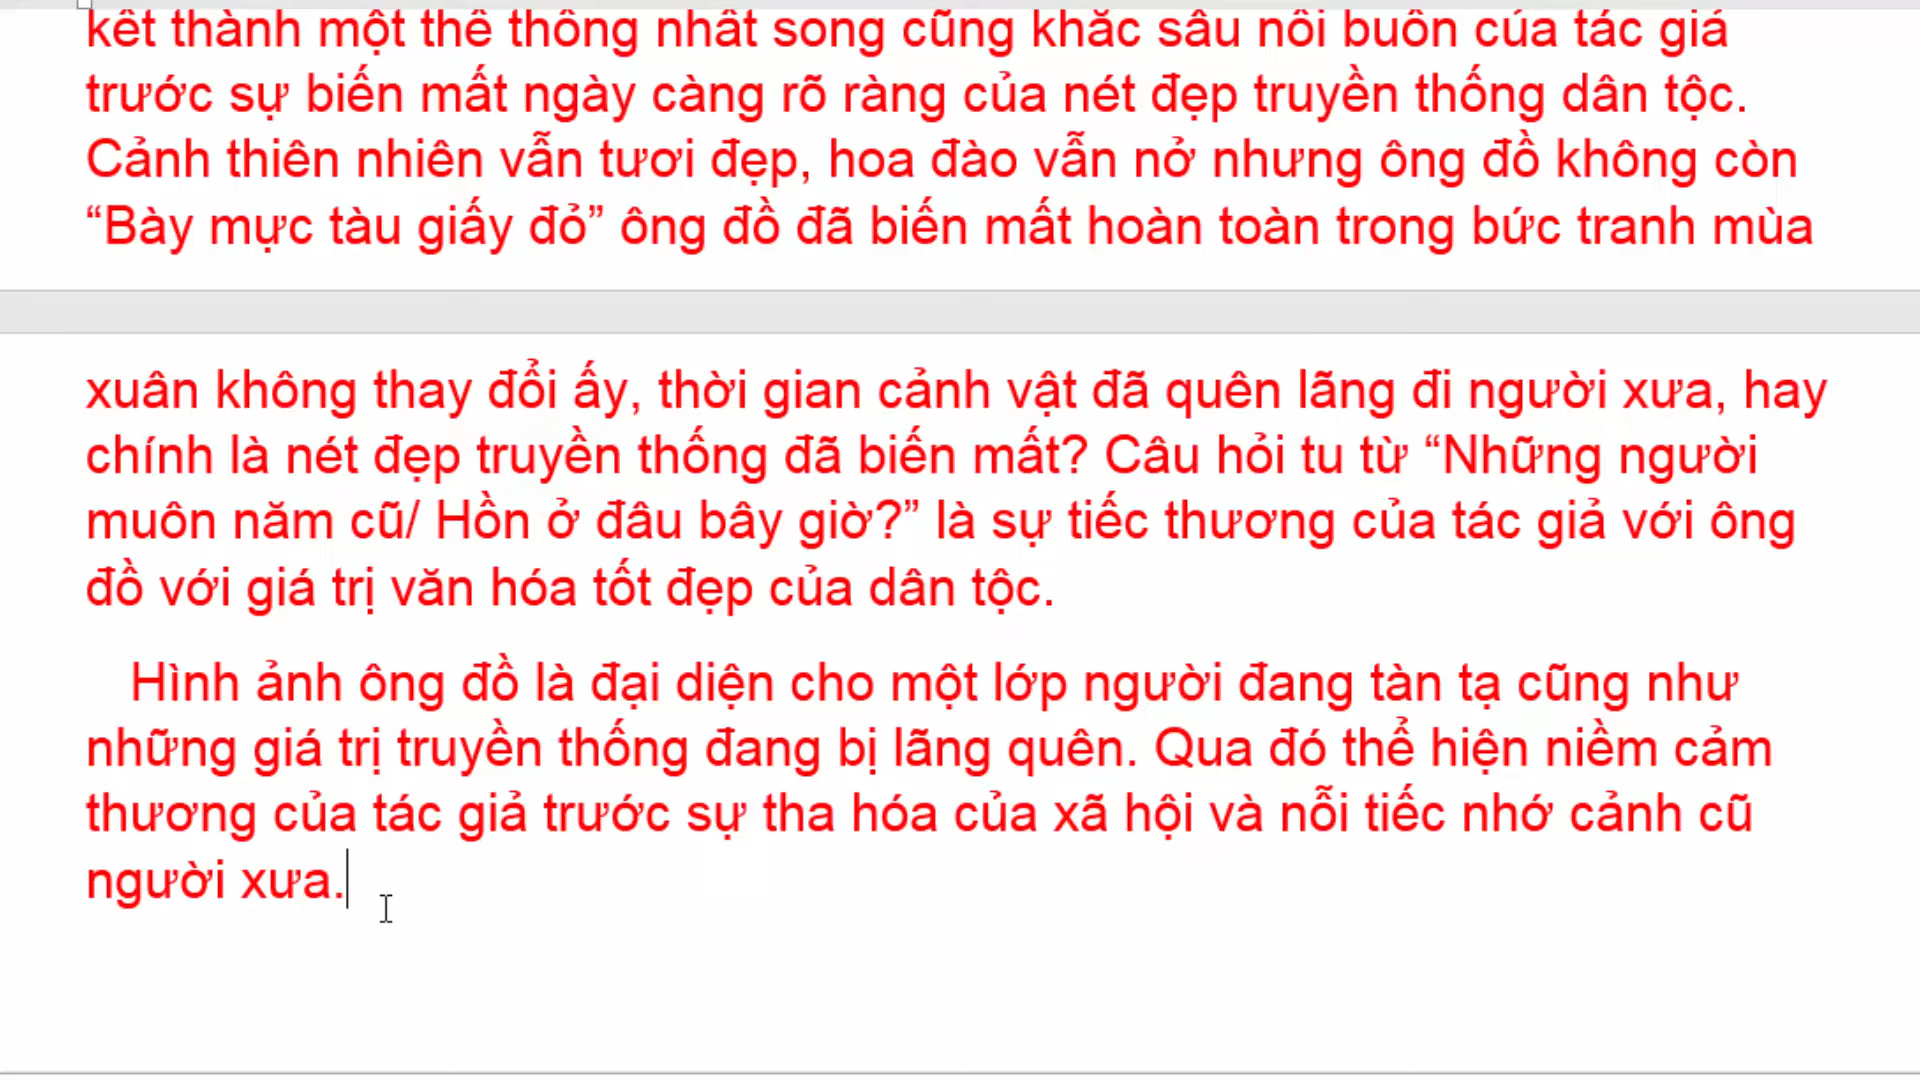 kết thành một thể thống nhất song cũng khắc sâu nỗi buồn của tác giả
trước sự biến mất ngày càng rõ ràng của nét đẹp truyền thống dân tộc.
Cảnh thiên nhiên vẫn tươi đẹp, hoa đào vẫn nở nhưng ông đồ không còn
“Bày mực tàu giấy đỏ” ông đồ đã biến mất hoàn toàn trong bức tranh mùa
xuân không thay đổi ấy, thời gian cảnh vật đã quên lãng đi người xưa, hay
chính là nét đẹp truyền thống đã biến mất? Câu hỏi tu từ “Những người
muôn năm cũ/ Hồn ở đâu bây giờ?” là sự tiếc thương của tác giả với ông
đồ với giá trị văn hóa tốt đẹp của dân tộc.
Hình ảnh ông đồ là đại diện cho một lớp người đang tàn tạ cũng như
những giá trị truyền thống đang bị lãng quên. Qua đó thể hiện niềm cảm
thương của tác giả trước sự tha hóa của xã hội và nỗi tiếc nhớ cảnh cũ
người xưa.